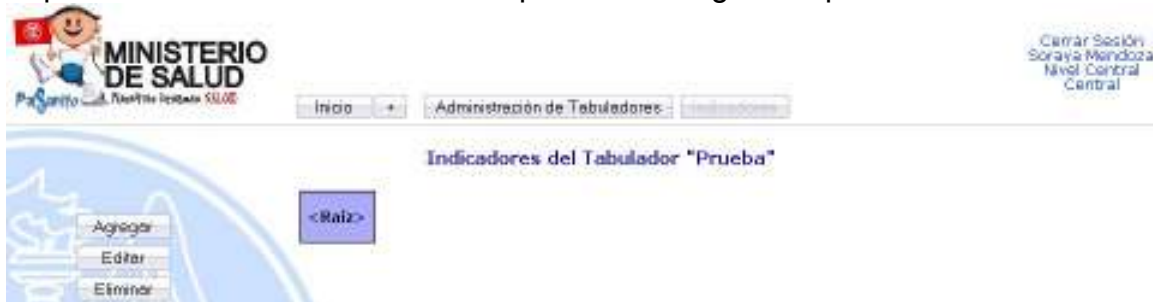 MINISTERIO
DE SALUD
Cerrar Sesión
Soraya Mendoza
Nivel Central
Central
Inicio +
Administración de Tabuladores
Indicadores
Indicadores del Tabulador "Prueba"
<Raiz>
Agregar
Editar
Eliminar